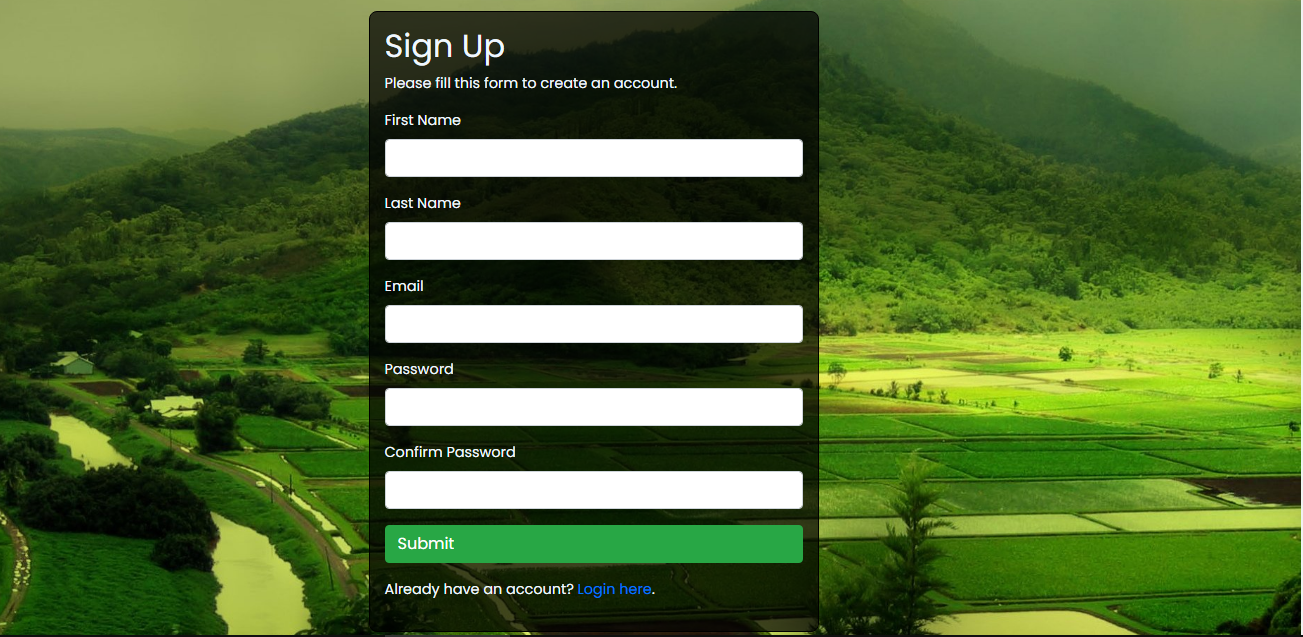 Sign Up
Please fill this form to create an account.
First Name
Last Name
Email
Password
Confirm Password
Submit
Already have an account? Login here.